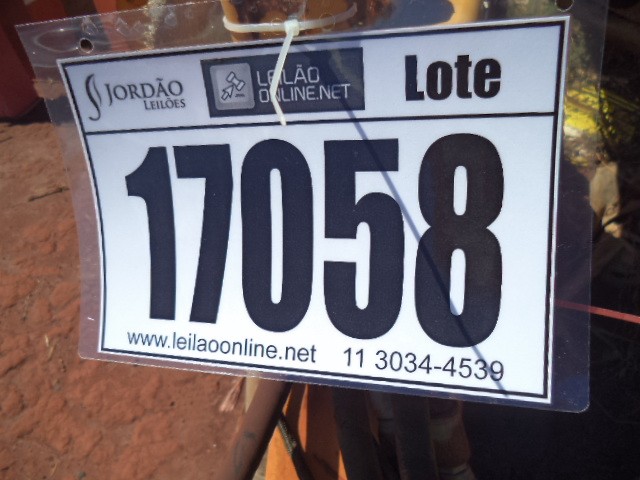 JORDÃO
LEILÕES
LEILÃO
ONLINE.NET
Lote
17058
www.leilaoonline.net 11 3034-4539